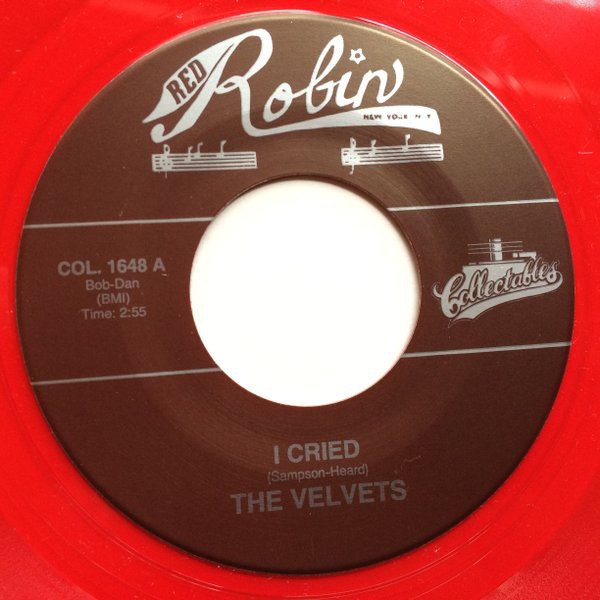 RED
Robin
NEW YORK N Y
COL. 1648 A
Bob-Dan
(BMI)
Time: 2:55
Collectables
I CRIED
(Sampson-Heard)
THE VELVETS